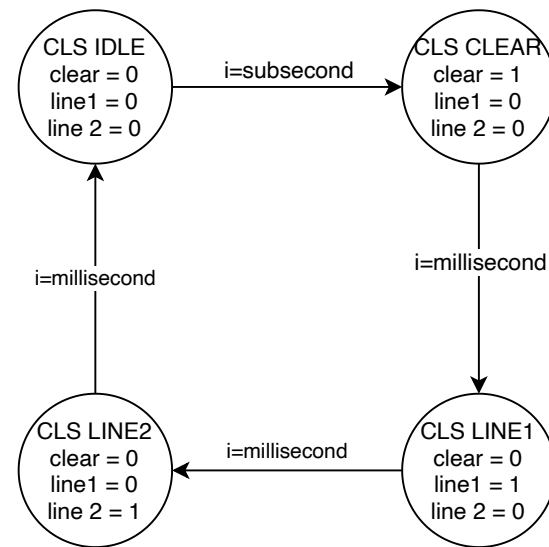 CLS IDLE
clear = 0
line1 = 0
line 2 = 0
i=subsecond
CLS CLEAR
clear = 1
line1 = 0
line 2 = 0
i=millisecond
i=millisecond
CLS LINE2
clear = 0
line1 = 0
line 2 = 1
i=millisecond
CLS LINE1
clear = 0
line1 = 1
line 2 = 0